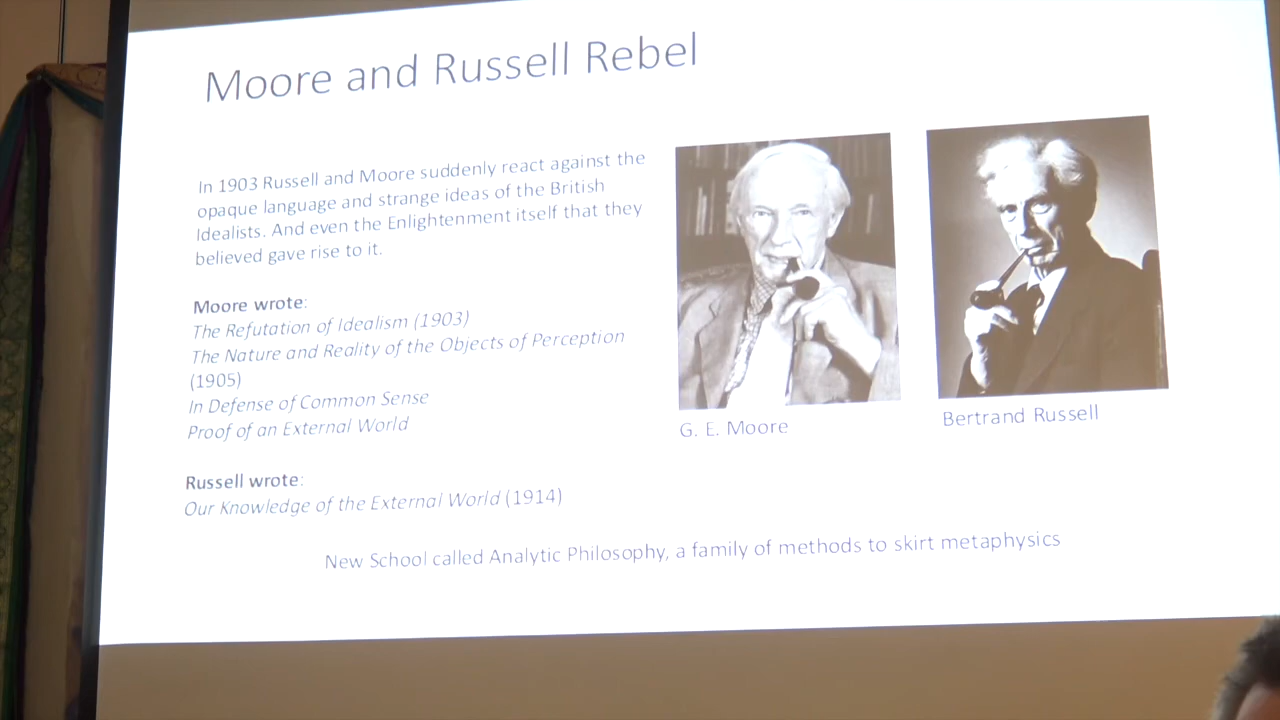 Moore and Russell Rebel
In 1903 Russell and Moore suddenly react against the
opaque language and strange ideas of the British
Idealists. And even the Enlightenment itself that they
believed gave rise to it.
Moore wrote:
The Refutation of Idealism (1903)
The Nature and Reality of the Objects of Perception
(1905)
In Defense of Common Sense
Proof of an External World
G. E. Moore
Bertrand Russell
Russell wrote:
Our Knowledge of the External World (1914)
New School called Analytic Philosophy, a family of methods to skirt metaphysics